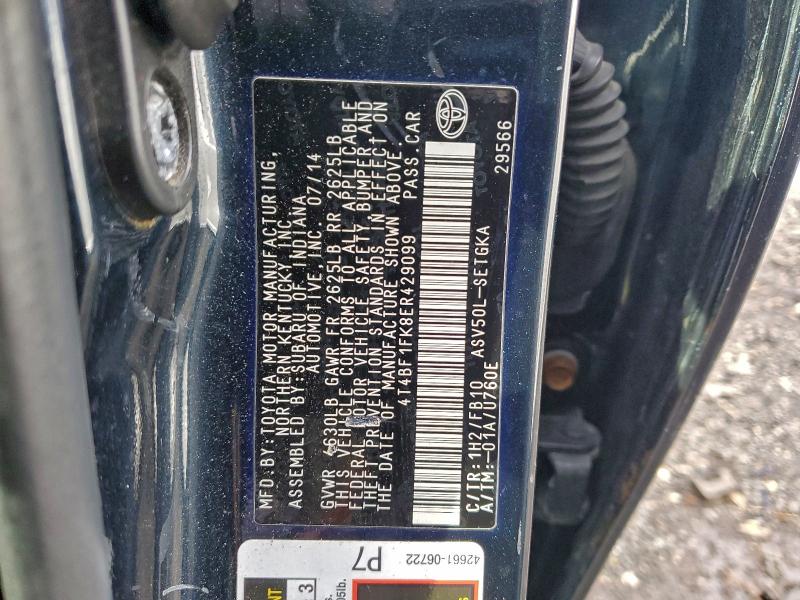 MFD. BY: TOYOTA MOTOR MANUFACTURING,
NORTHERN KENTUCKY INC.
ASSEMBLED BY: SUBARU OF INDIANA
AUTOMOTIVE, INC. 07/14
GVWR 4630LB GAWR FR 2625LB RR 2625LB
THIS VEHICLE CONFORMS TO ALL APPLICABLE
FEDERAL MOTOR VEHICLE SAFETY, BUMPER AND
THEFT PREVENTION STANDARDS IN EFFECT ON
THE DATE OF MANUFACTURE SHOWN ABOVE.
4T4BF1FK8ER429099 PASS. CAR
C/TR: 1H2/FB10 ASV50L-SETGKA
A/TM: -01A/U760E 29566
42661-06722
P7